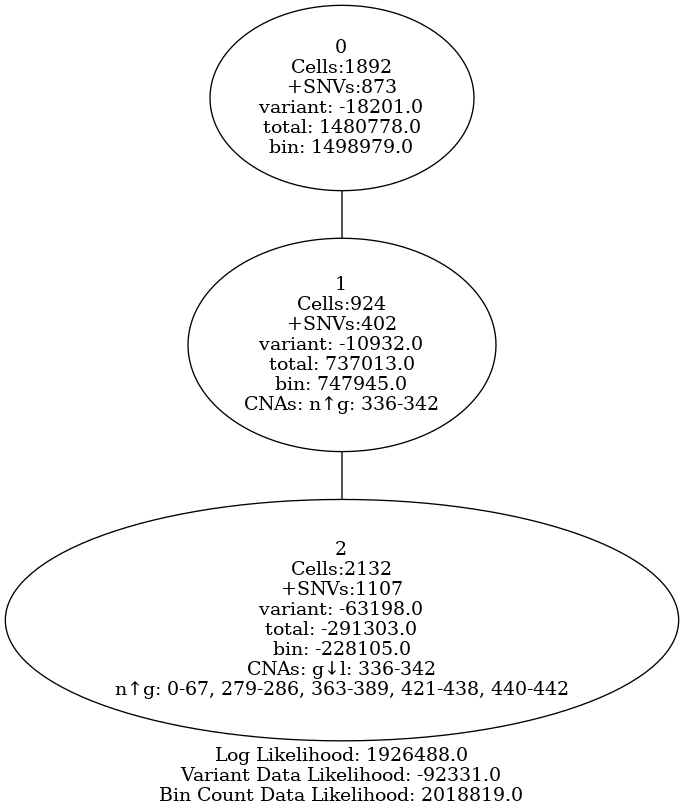 0
Cells:1892
+SNVs:873
variant: -18201.0
total: 1480778.0
bin: 1498979.0
1
Cells:924
+SNVs:402
variant: -10932.0
total: 737013.0
bin: 747945.0
CNAs: n↑g: 336-342
2
Cells:2132
+SNVs:1107
variant: -63198.0
total: -291303.0
bin: -228105.0
CNAs: g↓l: 336-342
n↑g: 0-67, 279-286, 363-389, 421-438, 440-442
Log Likelihood: 1926488.0
Variant Data Likelihood: -92331.0
Bin Count Data Likelihood: 2018819.0